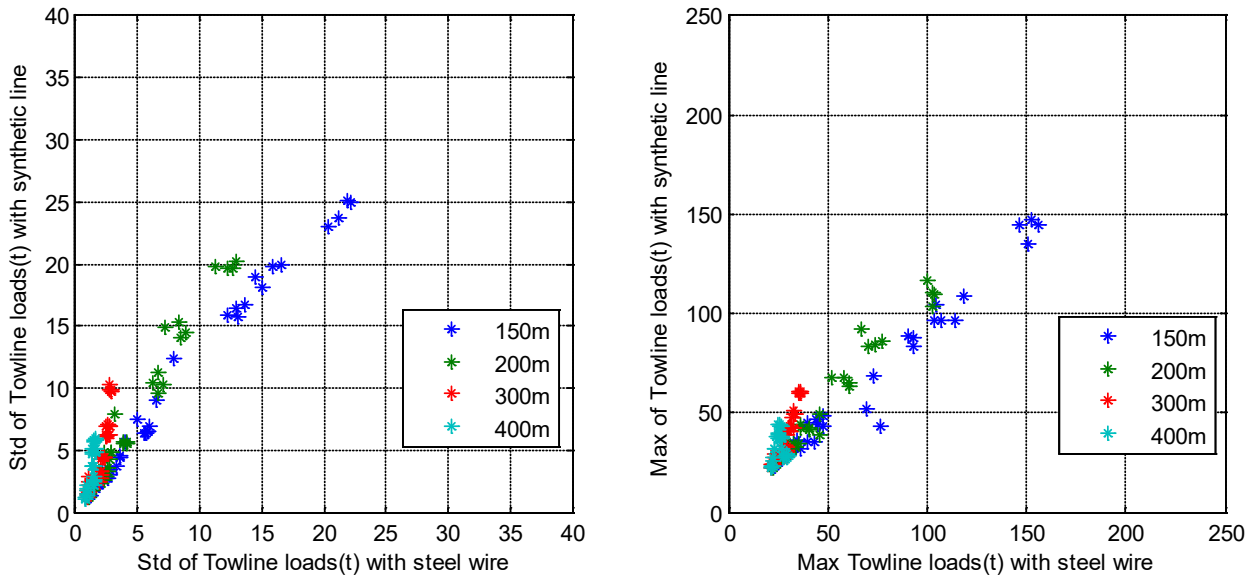 Std of Towline loads(t) with synthetic line
40
35
30
25
20
15
10
5
0
0 5 10 15 20 25 30 35 40
Std of Towline loads(t) with steel wire
150m
200m
300m
400m
Max of Towline loads(t) with synthetic line
250
200
150
100
50
0
0 50 100 150 200 250
Max Towline loads(t) with steel wire
150m
200m
300m
400m